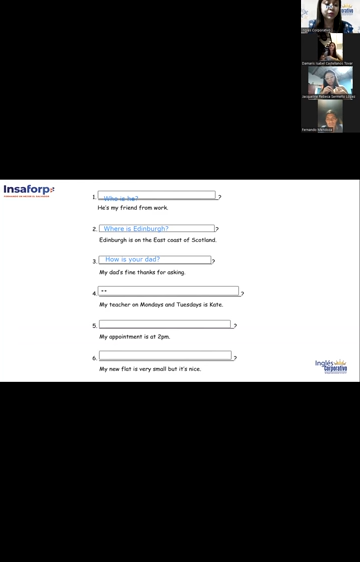 Insaforp
1. Who is he? ?
He's my friend from work.
2. Where is Edinburgh? ?
Edinburgh is on the East coast of Scotland.
3. How is your dad? ?
My dad's fine thanks for asking.
4. ?
My teacher on Mondays and Tuesdays is Kate.
5. ?
My appointment is at 2pm.
6. ?
My new flat is very small but it's nice.
Inglés
Corporativo